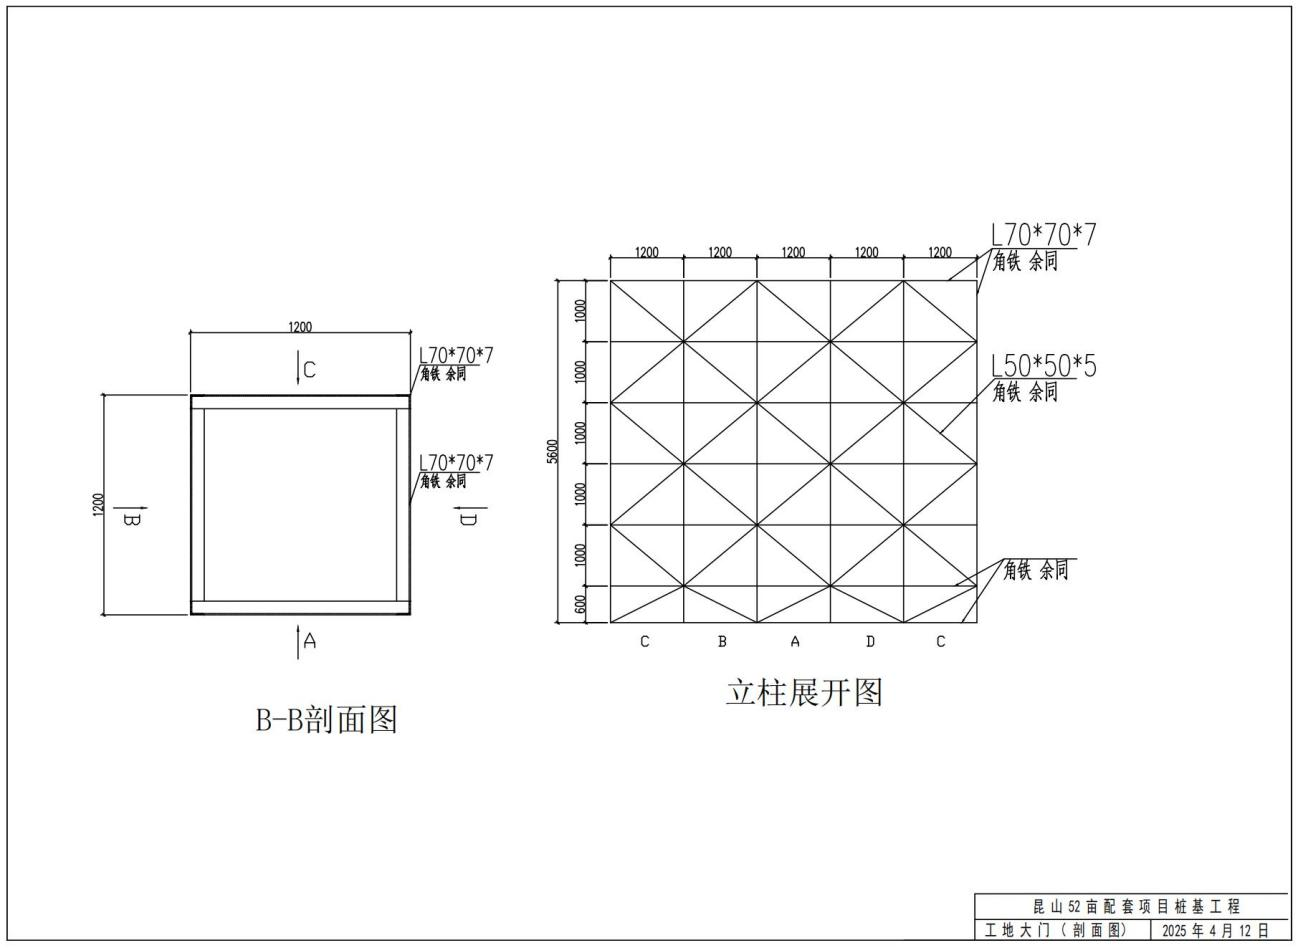 1200
C
L70*70*7
角铁 余同
1200
L70*70*7
角铁 余同
B
D
A
B-B剖面图
1200 1200 1200 1200 1200
L70*70*7
角铁 余同
5600
1000
1000
1000
1000
1000
600
L50*50*5
角铁 余同
角铁 余同
C B A D C
立柱展开图
昆山52亩配套项目桩基工程
工地大门(剖面图) 2025年4月12日